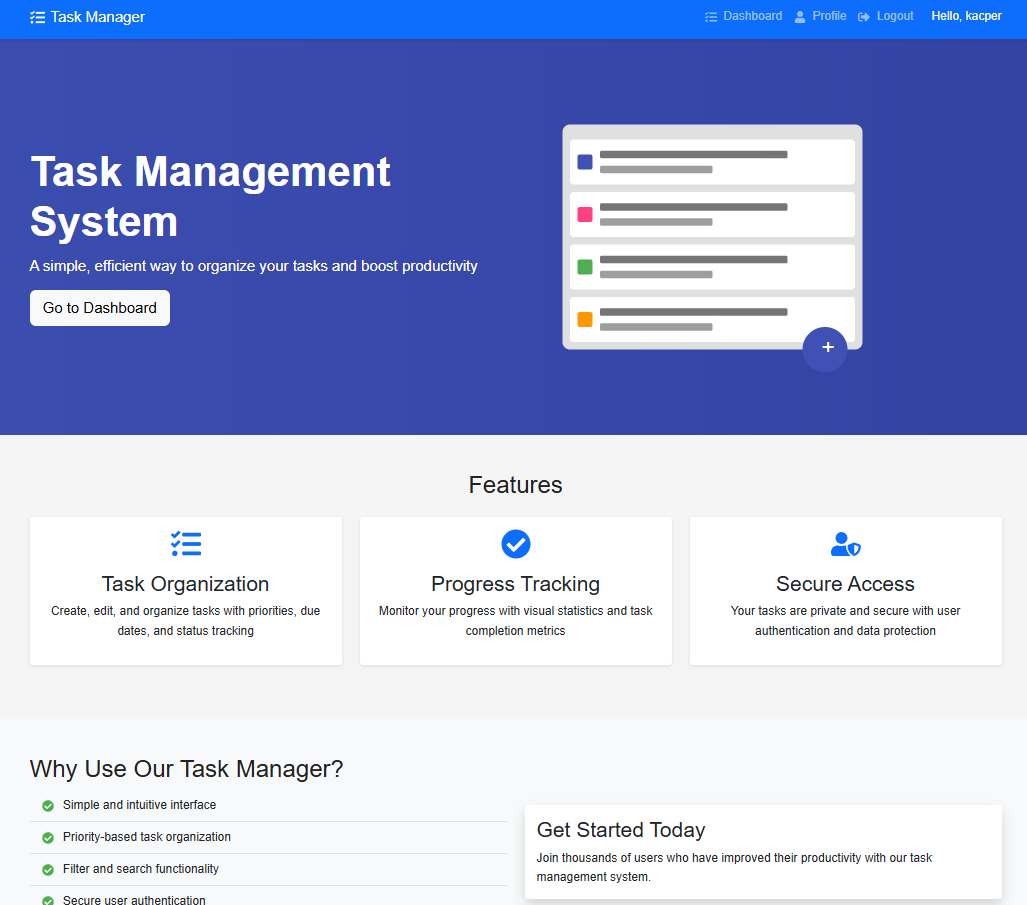 Task Manager
Dashboard Profile Logout Hello, kacper
Task Management
System
A simple, efficient way to organize your tasks and boost productivity
Go to Dashboard
+
Features
Task Organization
Create, edit, and organize tasks with priorities, due
dates, and status tracking
Progress Tracking
Monitor your progress with visual statistics and task
completion metrics
Secure Access
Your tasks are private and secure with user
authentication and data protection
Why Use Our Task Manager?
Simple and intuitive interface
Priority-based task organization
Filter and search functionality
Secure user authentication
Get Started Today
Join thousands of users who have improved their productivity with our task
management system.